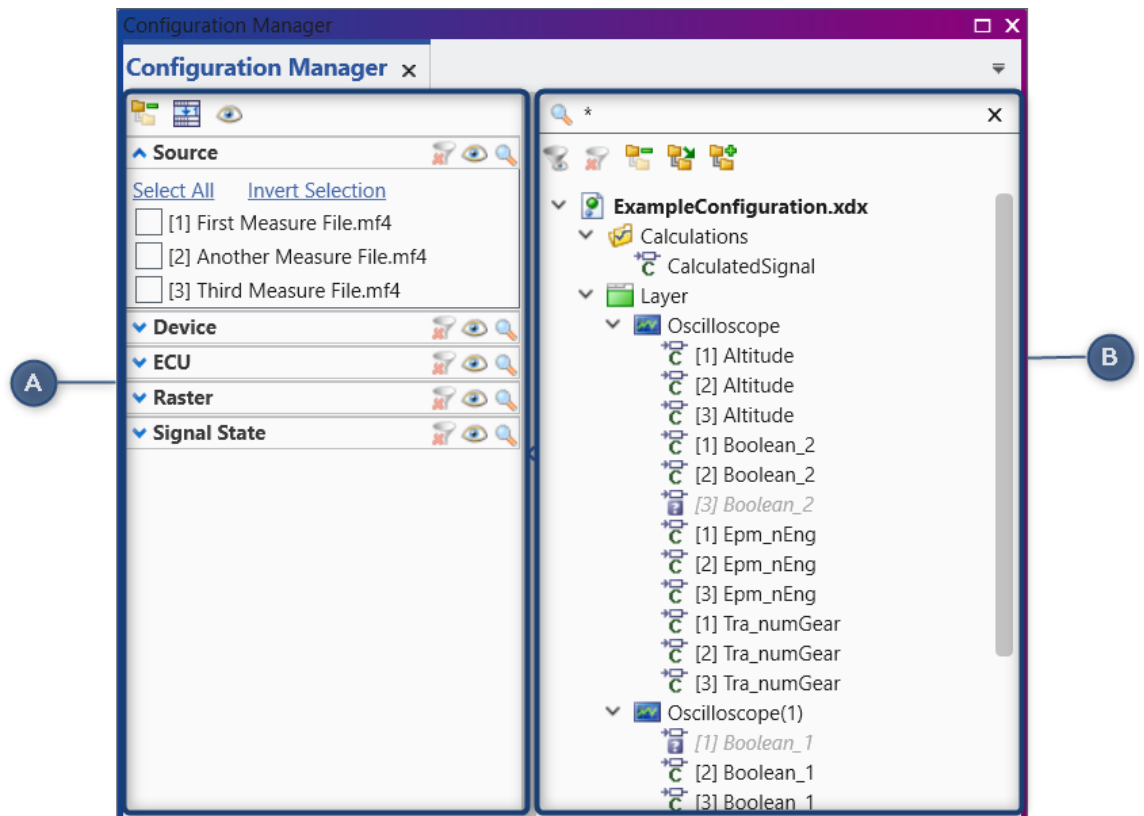 Configuration Manager
Configuration Manager
*
Source
Select All Invert Selection
[1] First Measure File.mf4
[2] Another Measure File.mf4
[3] Third Measure File.mf4
Device
ECU
Raster
Signal State
A
ExampleConfiguration.xdx
Calculations
CalculatedSignal
Layer
Oscilloscope
[1] Altitude
[2] Altitude
[3] Altitude
[1] Boolean_2
[2] Boolean_2
[3] Boolean_2
[1] Epm_nEng
[2] Epm_nEng
[3] Epm_nEng
[1] Tra_numGear
[2] Tra_numGear
[3] Tra_numGear
Oscilloscope(1)
[1] Boolean_1
[2] Boolean_1
[3] Boolean_1
B